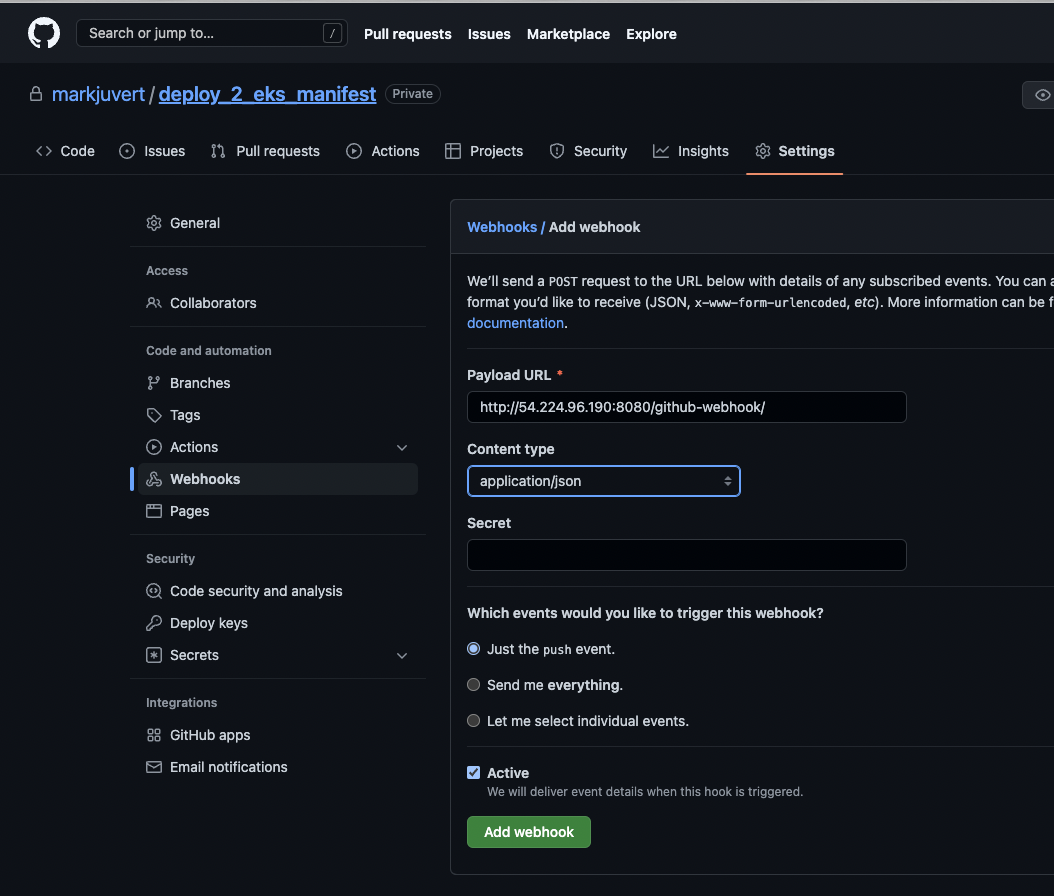 Search or jump to... /
Pull requests Issues Marketplace Explore
markjuvert / deploy_2_eks_manifest Private
Code Issues Pull requests Actions Projects Security Insights Settings
General
Access
Collaborators
Code and automation
Branches
Tags
Actions
Webhooks
Pages
Security
Code security and analysis
Deploy keys
Secrets
Integrations
GitHub apps
Email notifications
Webhooks / Add webhook
We’ll send a POST request to the URL below with details of any subscribed events. You can a
format you’d like to receive (JSON, x-www-form-urlencoded, etc). More information can be f
documentation.
Payload URL *
http://54.224.96.190:8080/github-webhook/
Content type
application/json
Secret
Which events would you like to trigger this webhook?
Just the push event.
Send me everything.
Let me select individual events.
Active
We will deliver event details when this hook is triggered.
Add webhook